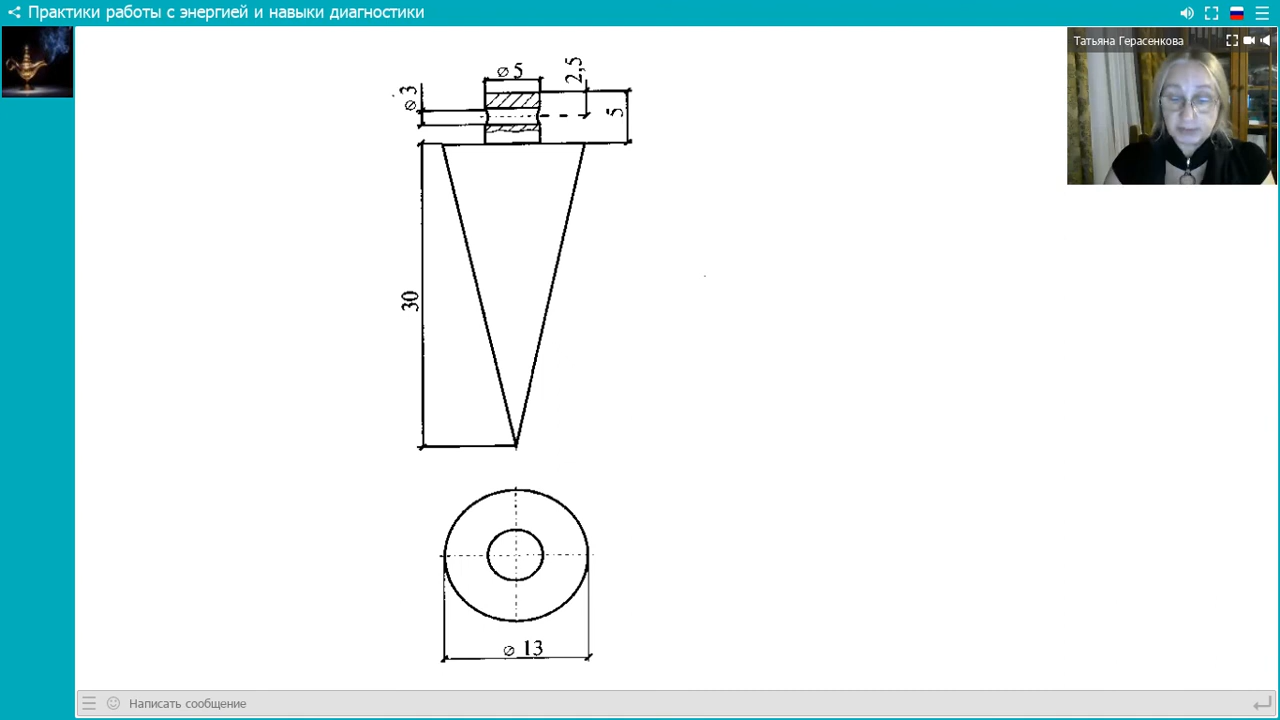 Практики работы с энергией и навыки диагностики
Татьяна Герасенкова
⌀ 5
2,5
⌀ 3
5
30
⌀ 13
Написать сообщение